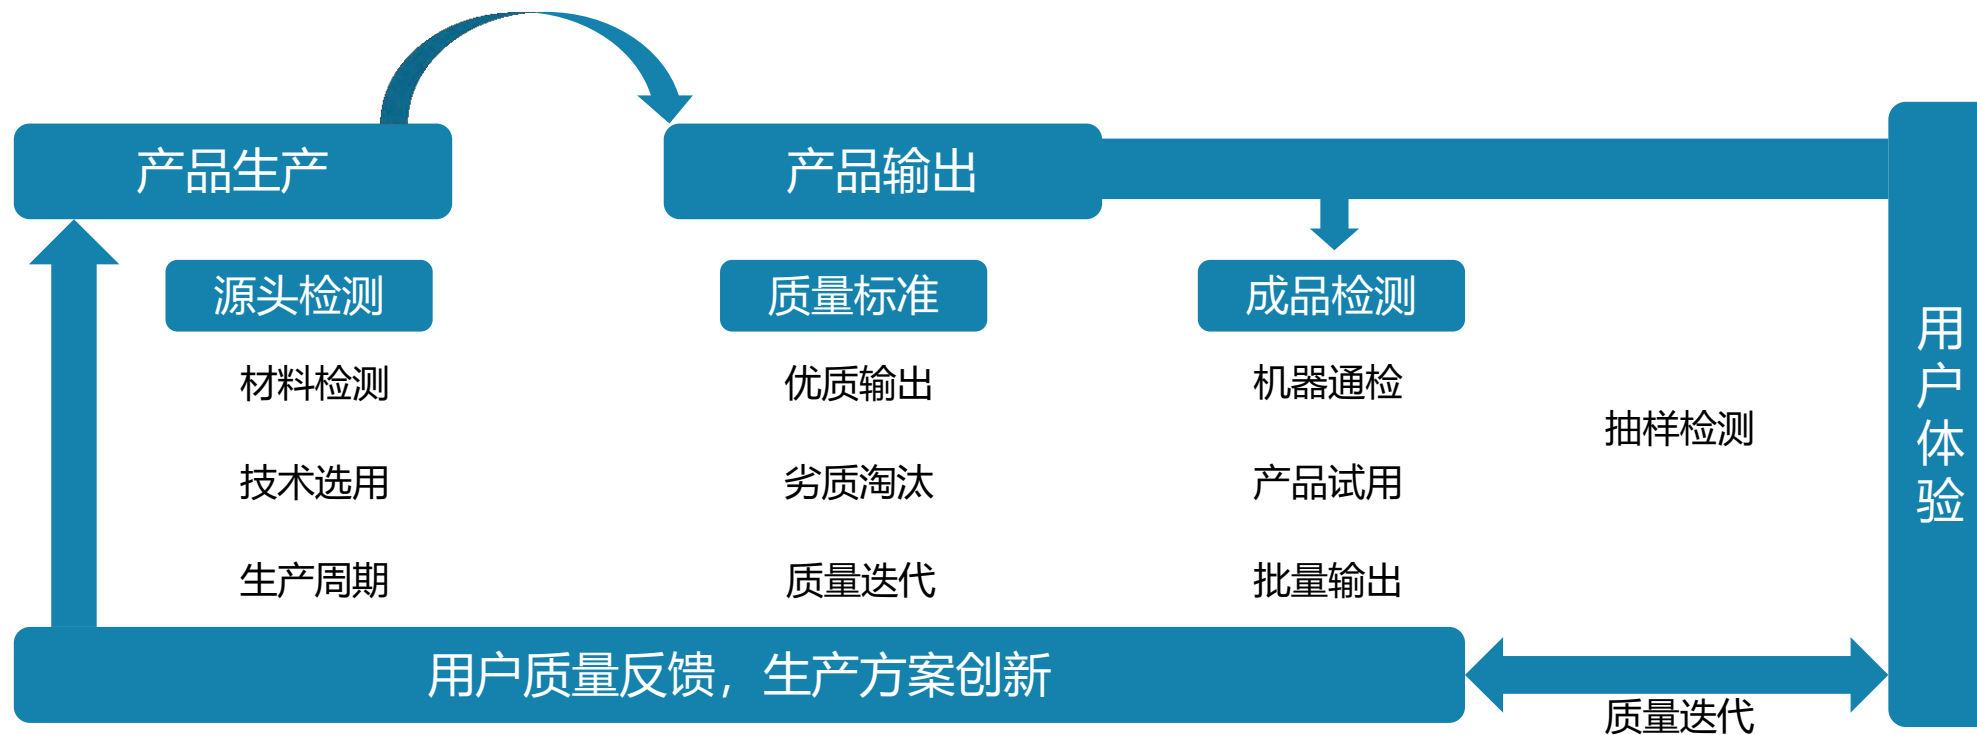 产品生产
产品输出
源头检测
质量标准
成品检测
材料检测
优质输出
机器通检
抽样检测
技术选用
劣质淘汰
产品试用
生产周期
质量迭代
批量输出
用户体验
用户质量反馈，生产方案创新
质量迭代